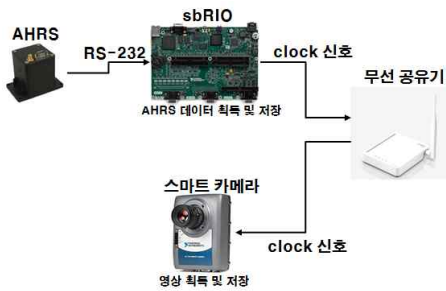 sbRIO
AHRS
RS-232
clock 신호
무선 공유기
AHRS 데이터 획득 및 저장
스마트 카메라
clock 신호
영상 획득 및 저장